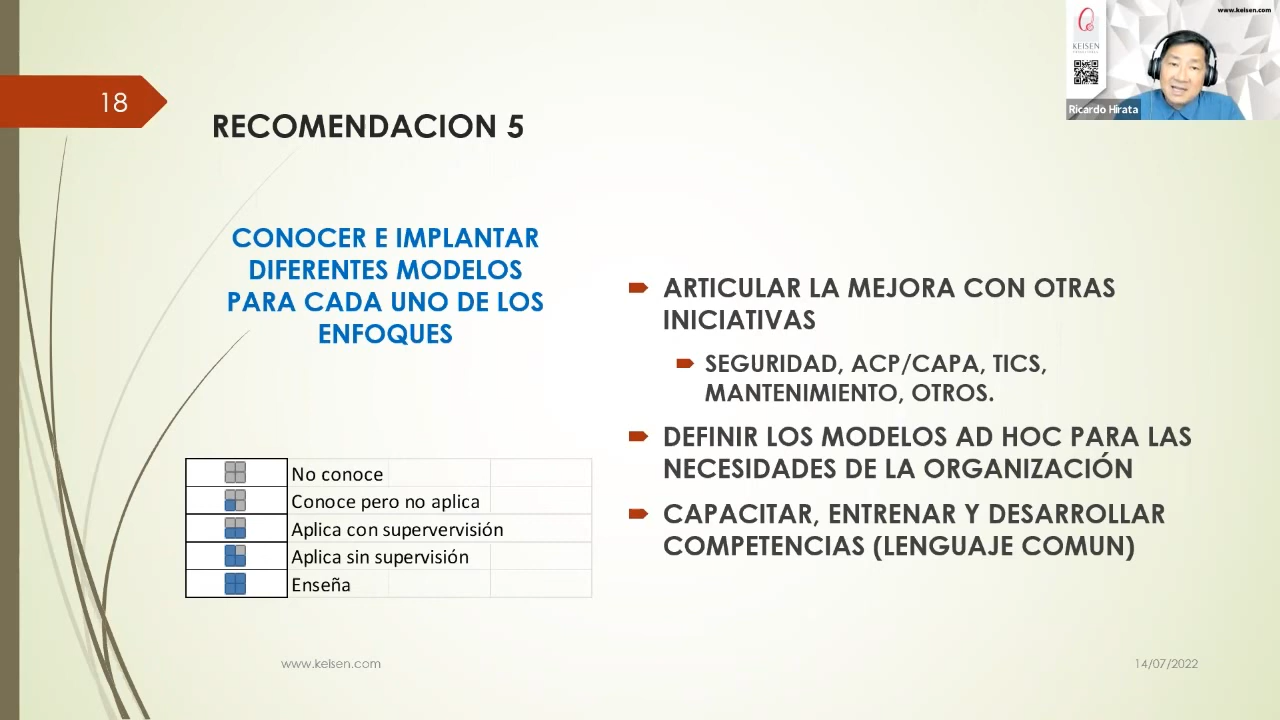 www.keisen.com
KEISEN
Ricardo Hirata
18
RECOMENDACION 5
CONOCER E IMPLANTAR
DIFERENTES MODELOS
PARA CADA UNO DE LOS
ENFOQUES
No conoce
Conoce pero no aplica
Aplica con supervervisión
Aplica sin supervisión
Enseña
ARTICULAR LA MEJORA CON OTRAS
INICIATIVAS
SEGURIDAD, ACP/CAPA, TICS,
MANTENIMIENTO, OTROS.
DEFINIR LOS MODELOS AD HOC PARA LAS
NECESIDADES DE LA ORGANIZACIÓN
CAPACITAR, ENTRENAR Y DESARROLLAR
COMPETENCIAS (LENGUAJE COMUN)
www.keisen.com
14/07/2022